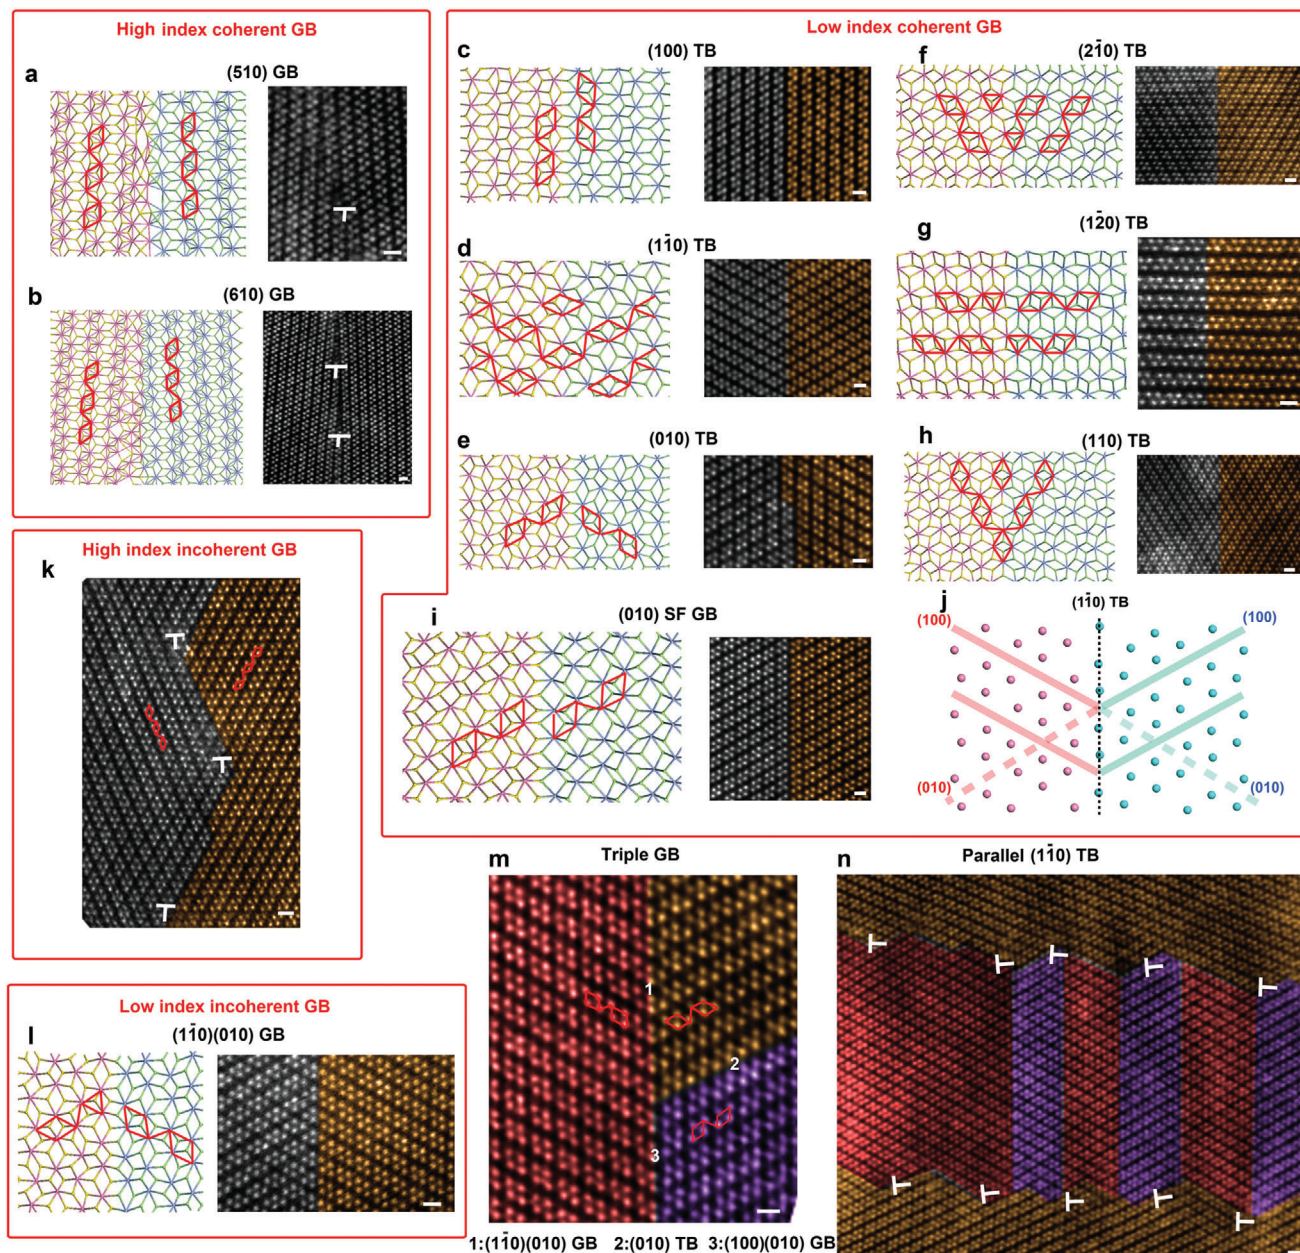 High index coherent GB
a
(510) GB
b
(610) GB
Low index coherent GB
c
(100) TB
d
(11̄0) TB
e
(010) TB
f
(21̄0) TB
g
(12̄0) TB
h
(110) TB
i
(010) SF GB
j
(11̄0) TB
(100)
(100)
(010)
(010)
High index incoherent GB
k
Low index incoherent GB
l
(11̄0)(010) GB
m
Triple GB
1
2
3
1:(11̄0)(010) GB 2:(010) TB 3:(100)(010) GB
n
Parallel (11̄0) TB